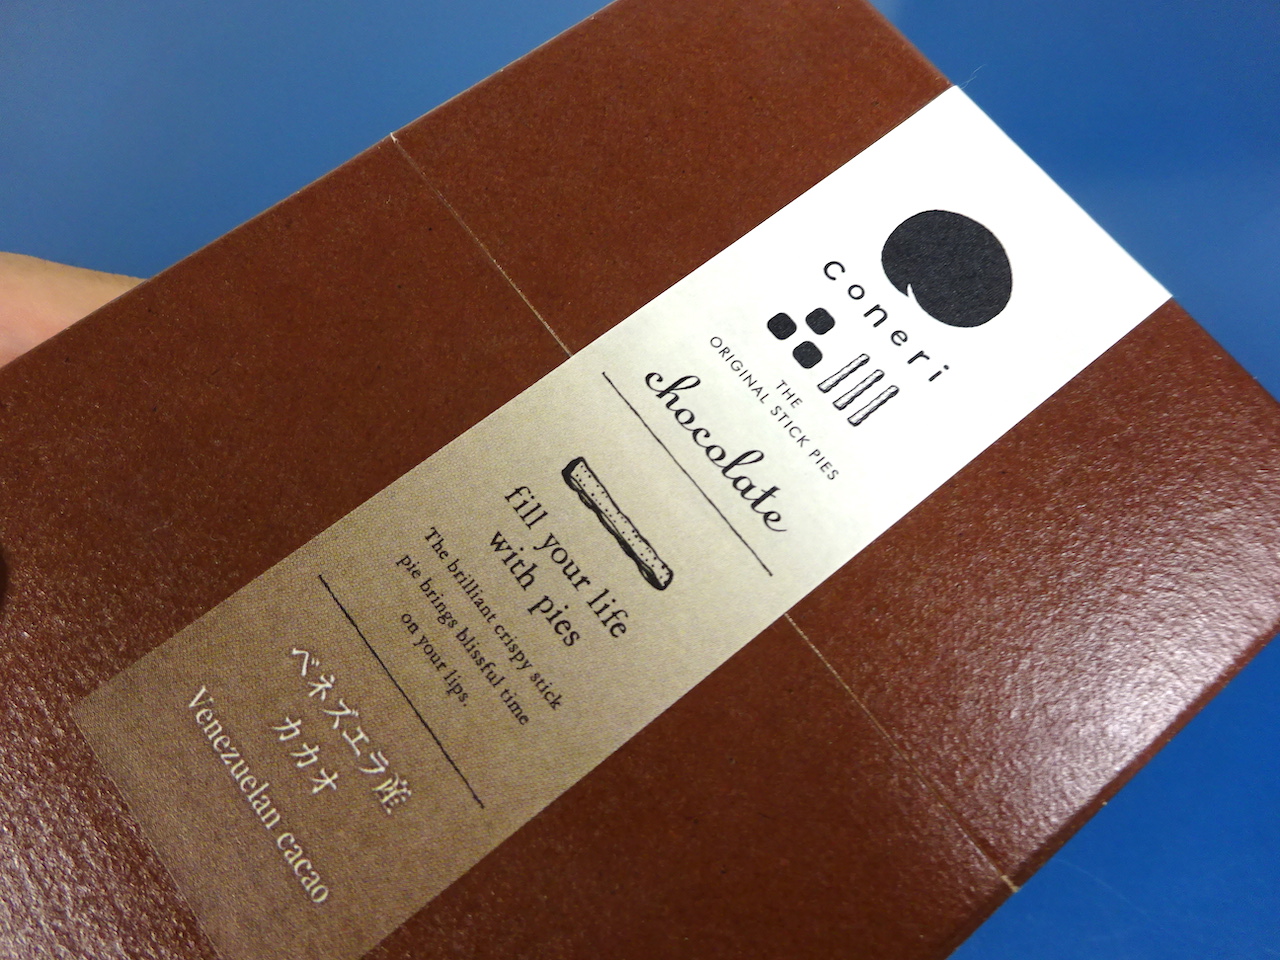 coneri
THE
ORIGINAL STICK PIES
chocolate
fill your life
with pies
The brilliant crispy stick
pie brings blissful time
on your lips.
ベネズエラ産
カカオ
Venezuelan cacao